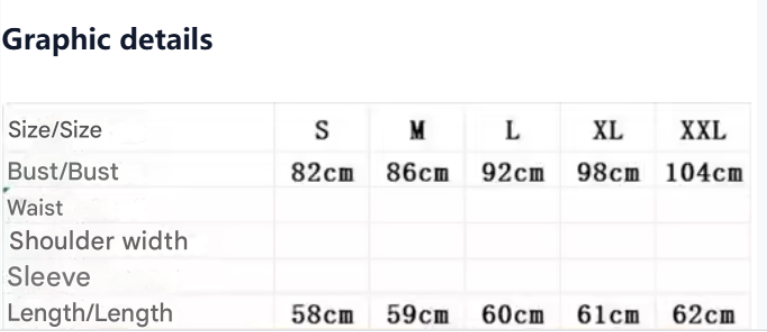 Graphic details
Size/Size S M L XL XXL
Bust/Bust 82cm 86cm 92cm 98cm 104cm
Waist
Shoulder width
Sleeve
Length/Length 58cm 59cm 60cm 61cm 62cm